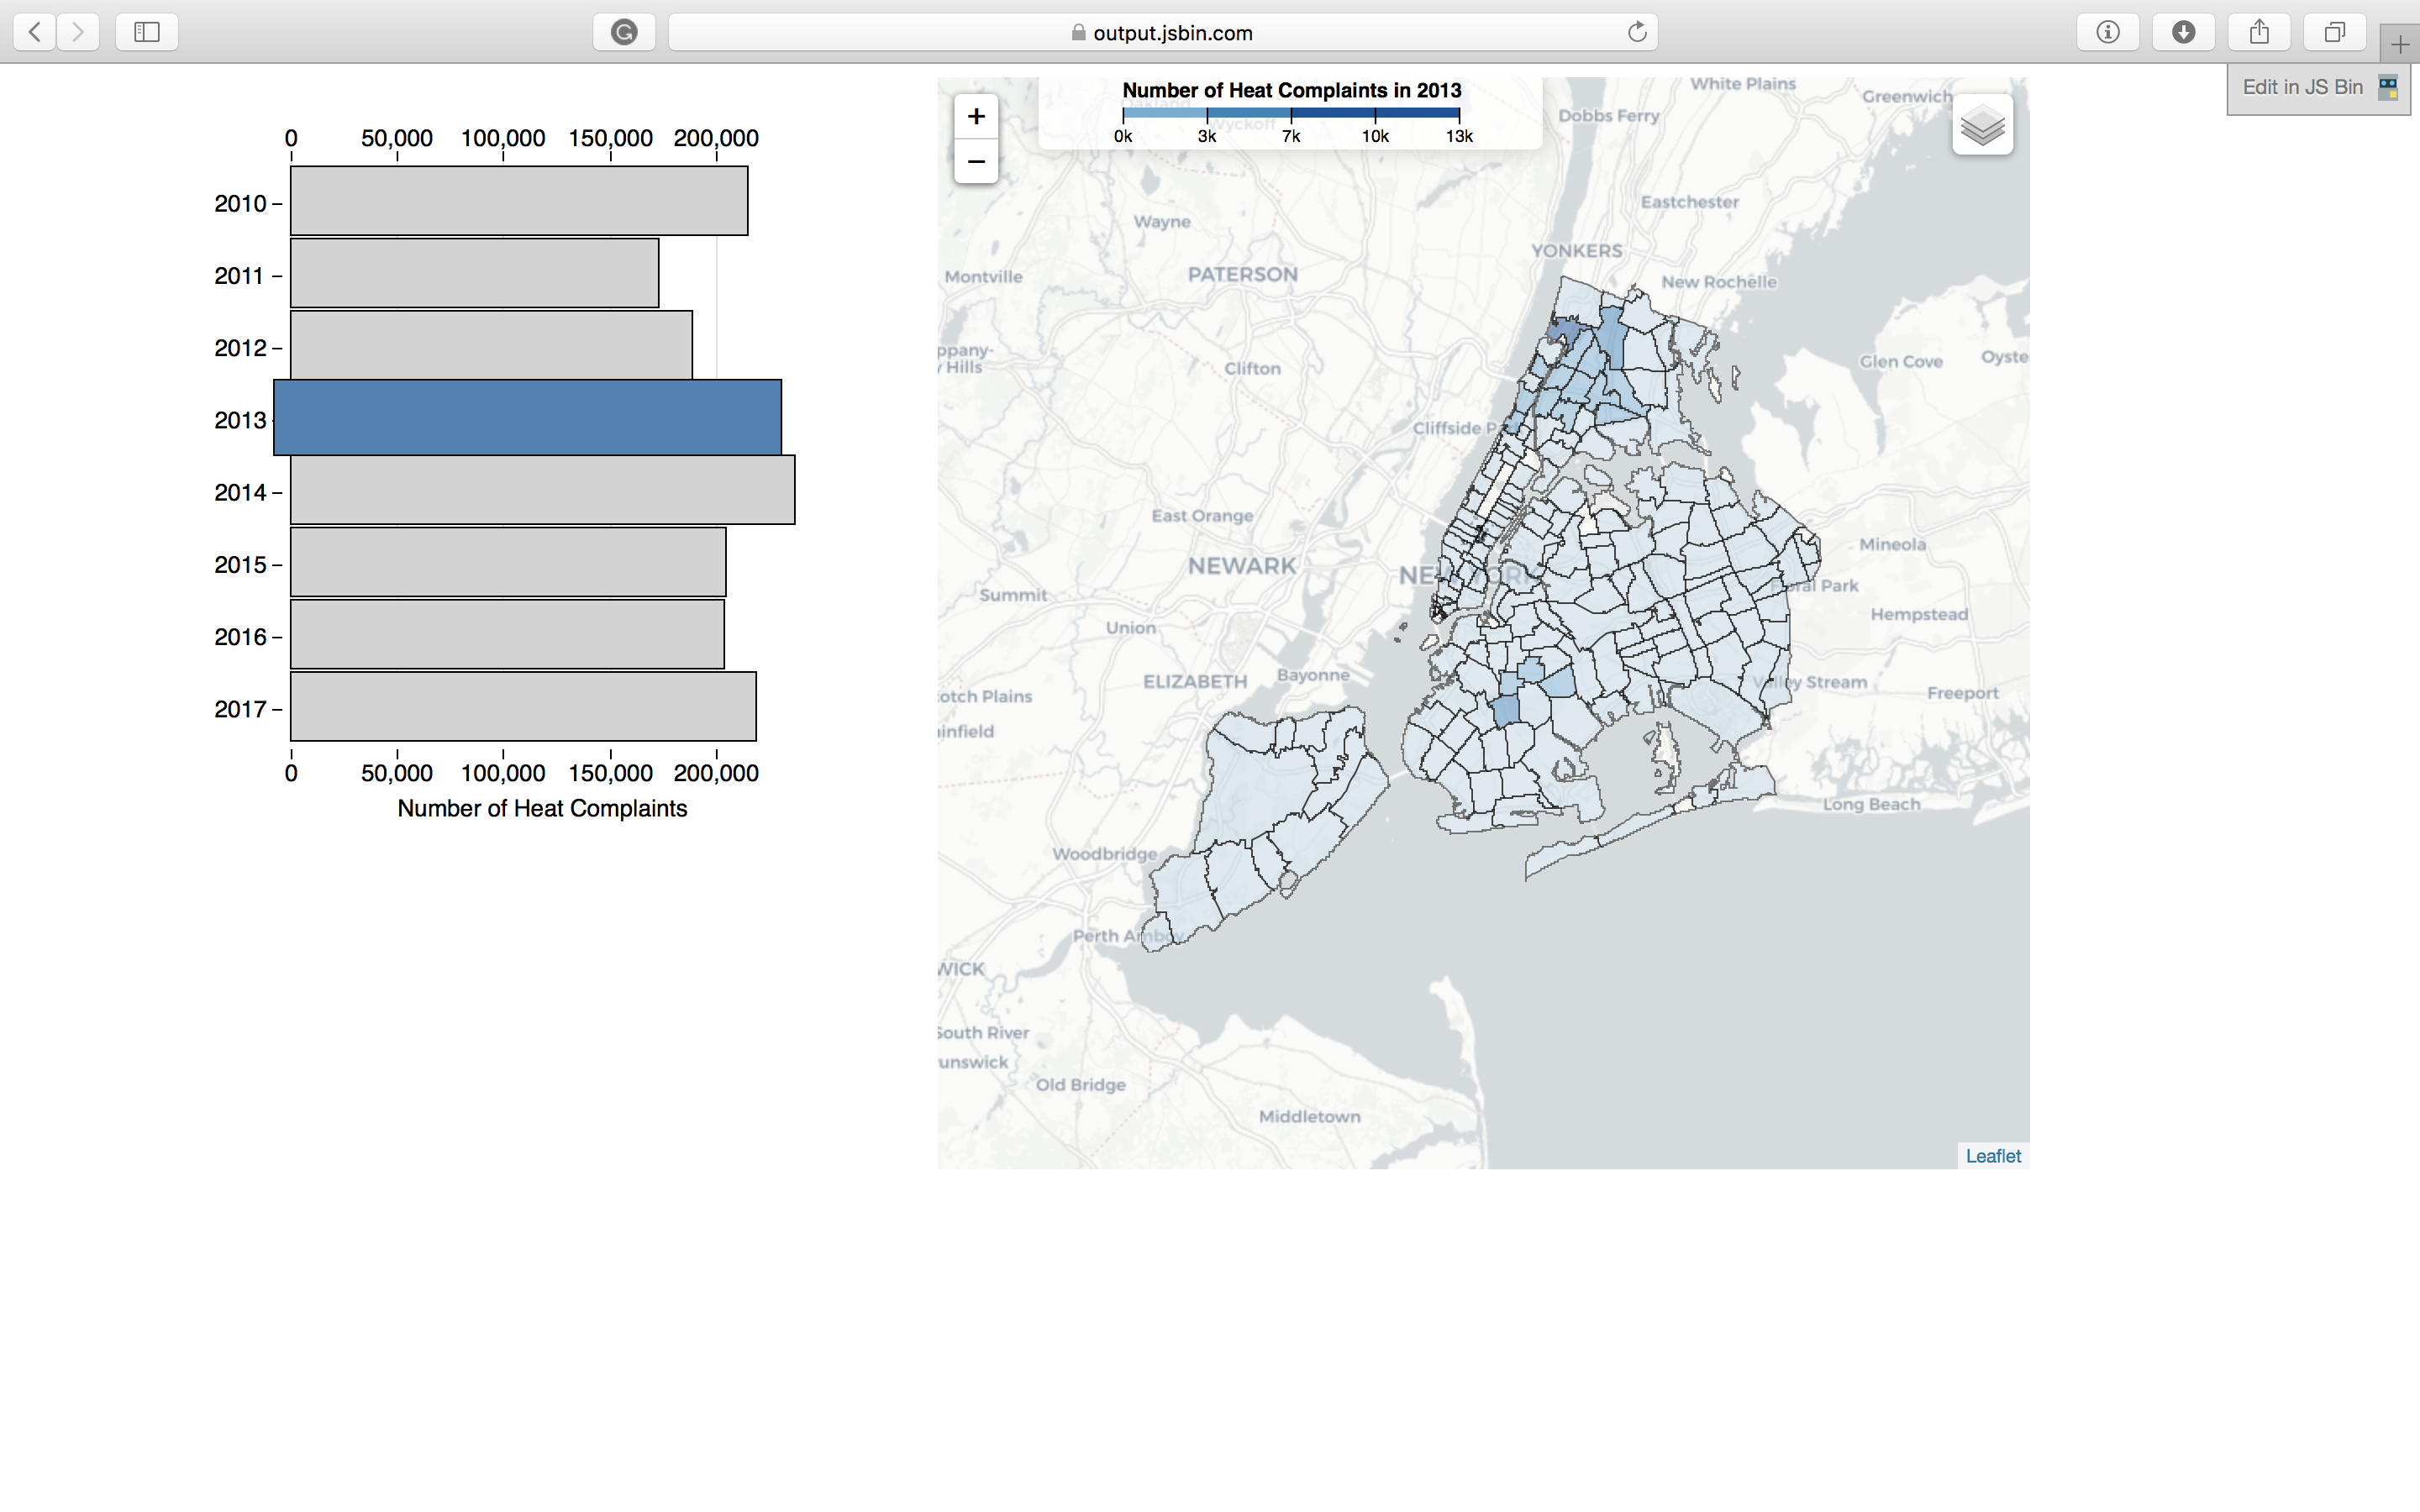 output.jsbin.com
Edit in JS Bin
0 50,000 100,000 150,000 200,000
2010
2011
2012
2013
2014
2015
2016
2017
0 50,000 100,000 150,000 200,000
Number of Heat Complaints
+
−
Number of Heat Complaints in 2013
0k 3k 7k 10k 13k
Oakland
Wyckoff
White Plains
Greenwich
Dobbs Ferry
Wayne
Eastchester
YONKERS
Montville
PATERSON
New Rochelle
ppany-
y Hills
Clifton
Glen Cove
Oyste
Cliffside P
East Orange
NEWARK
NEW YORK
Mineola
Summit
ral Park
Hempstead
Union
ELIZABETH
Bayonne
Valley Stream
Freeport
otch Plains
infield
Long Beach
Woodbridge
Perth Amboy
WICK
South River
unswick
Old Bridge
Middletown
Leaflet